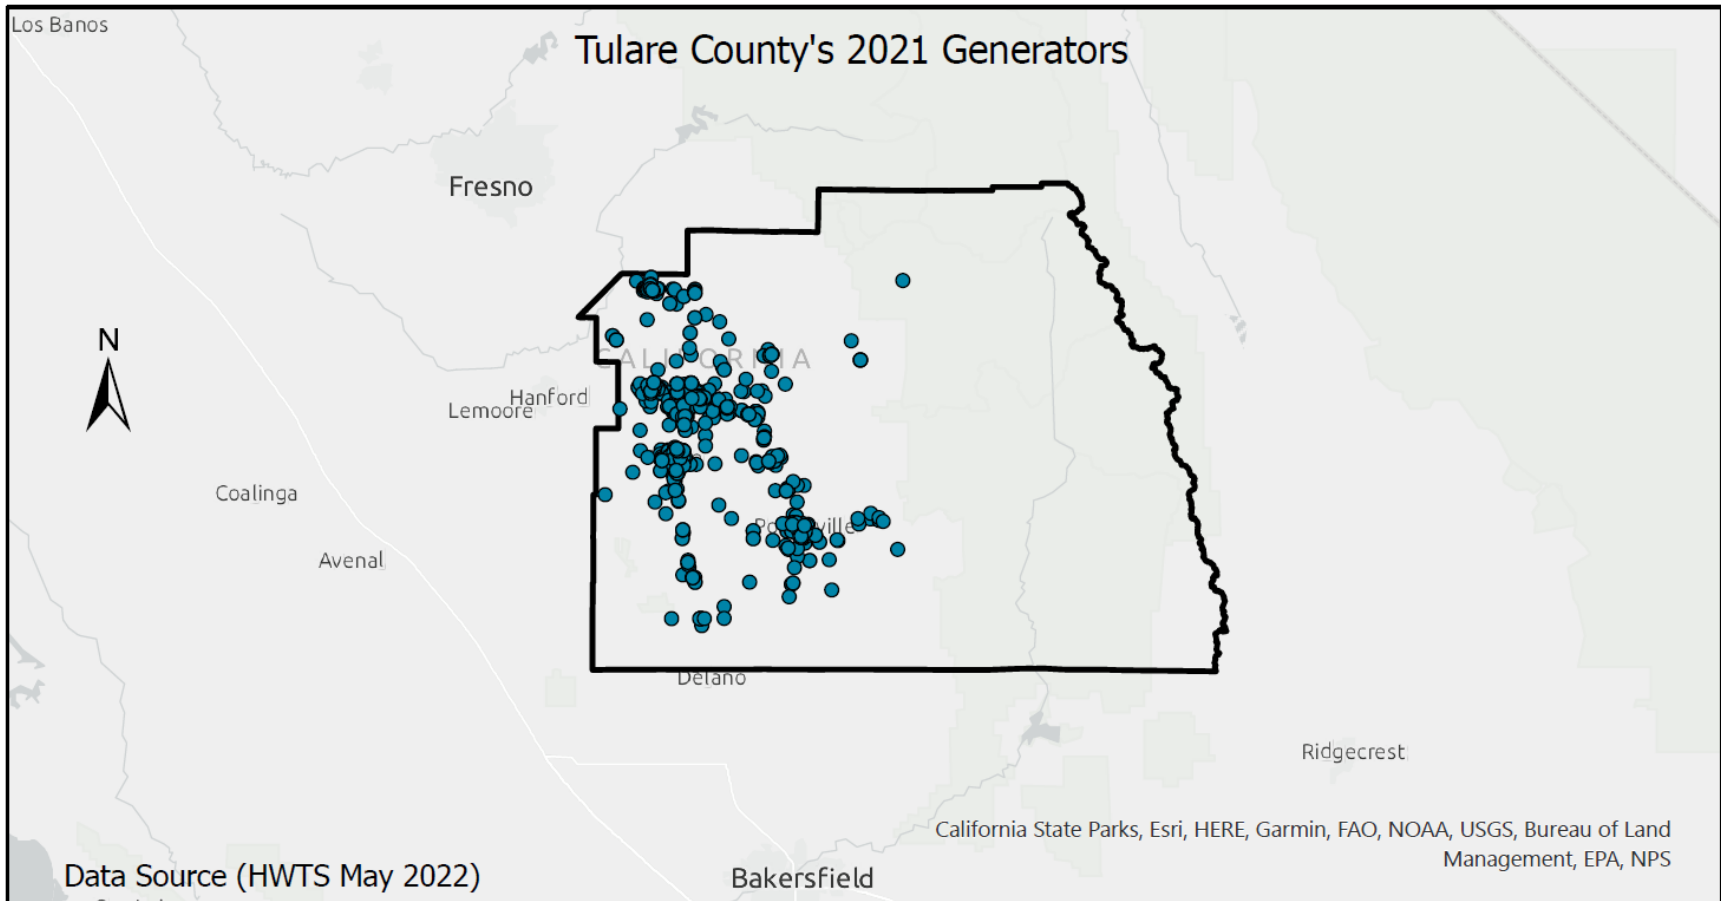 Los Banos
Tulare County's 2021 Generators
Fresno
N
CALIFORNIA
Hanford
Lemoore
Coalinga
Avenal
Delano
Ridgecrest
California State Parks, Esri, HERE, Garmin, FAO, NOAA, USGS, Bureau of Land
Management, EPA, NPS
Data Source (HWTS May 2022)
Bakersfield